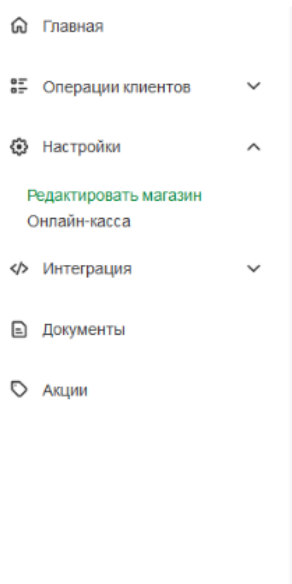 Главная
Операции клиентов
Настройки
Редактировать магазин
Онлайн-касса
Интеграция
Документы
Акции